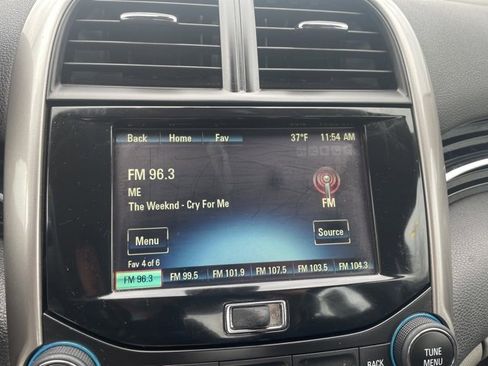 Back Home Fav 37°F 11:54 AM
FM 96.3
ME
The Weeknd - Cry For Me
FM
Menu
Source
Fav 4 of 6
FM 96.3 FM 99.5 FM 101.9 FM 107.5 FM 103.5 FM 104.3
BACK
TUNE
MENU